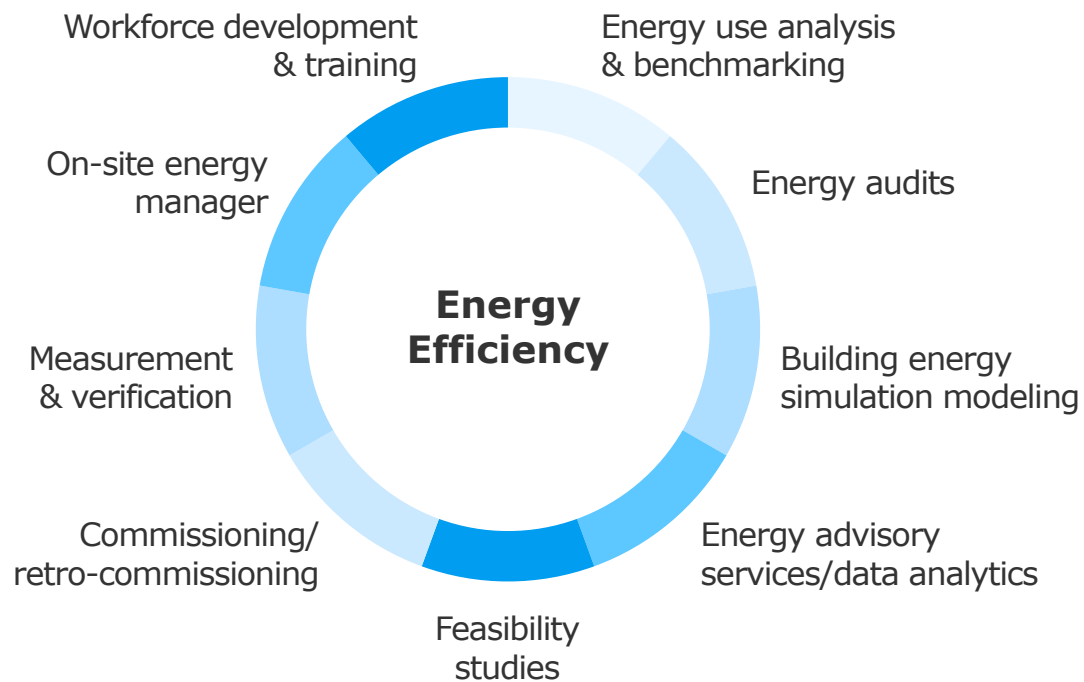 Workforce development
& training
Energy use analysis
& benchmarking
On-site energy
manager
Energy audits
Energy
Efficiency
Measurement
& verification
Building energy
simulation modeling
Commissioning/
retro-commissioning
Energy advisory
services/data analytics
Feasibility
studies